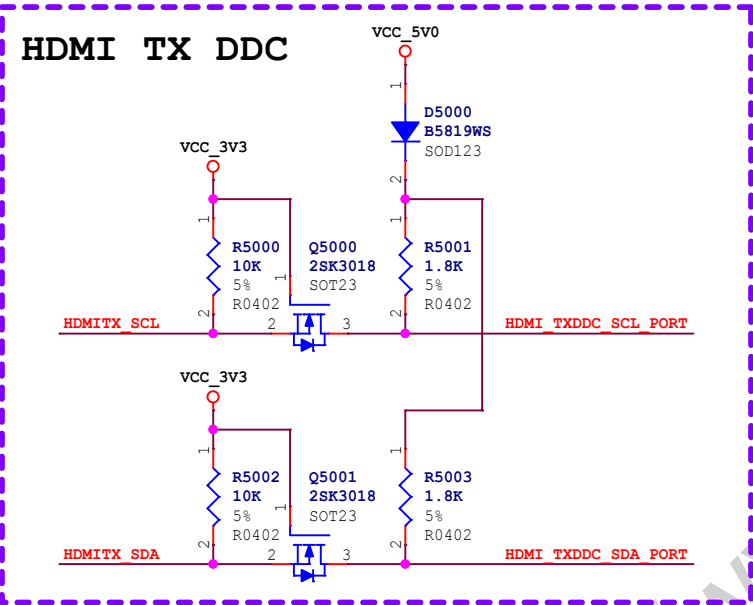 HDMI TX DDC
VCC_5V0
1
D5000
B5819WS
SOD123
2
VCC_3V3
1
R5000
10K
5%
R0402
2
1
Q5000
2SK3018
SOT23
1
R5001
1.8K
5%
R0402
2
HDMITX_SCL
2
3
HDMI_TXDDC_SCL_PORT
VCC_3V3
1
R5002
10K
5%
R0402
2
1
Q5001
2SK3018
SOT23
1
R5003
1.8K
5%
R0402
2
HDMITX_SDA
2
3
HDMI_TXDDC_SDA_PORT